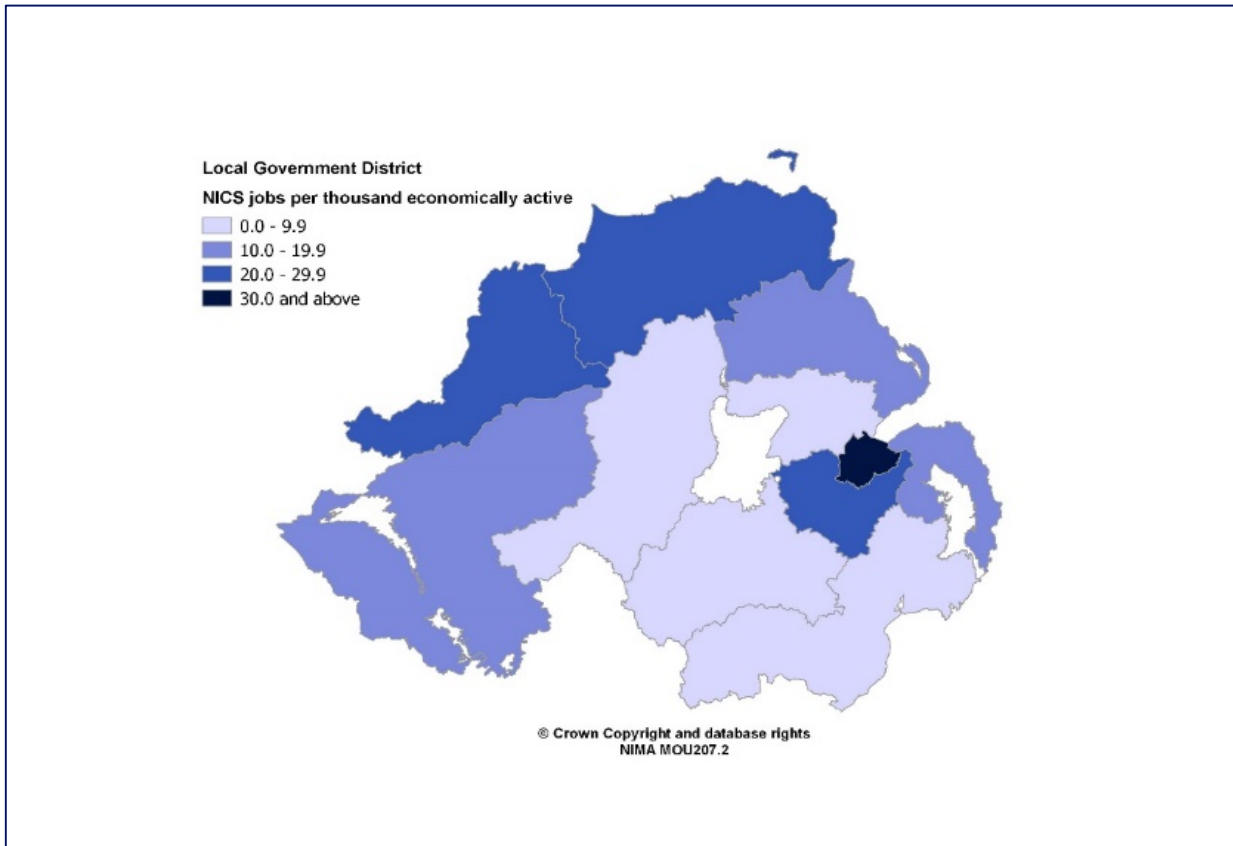 Local Government District
NICS jobs per thousand economically active
0.0 - 9.9
10.0 - 19.9
20.0 - 29.9
30.0 and above
© Crown Copyright and database rights
NIMA MOU207.2